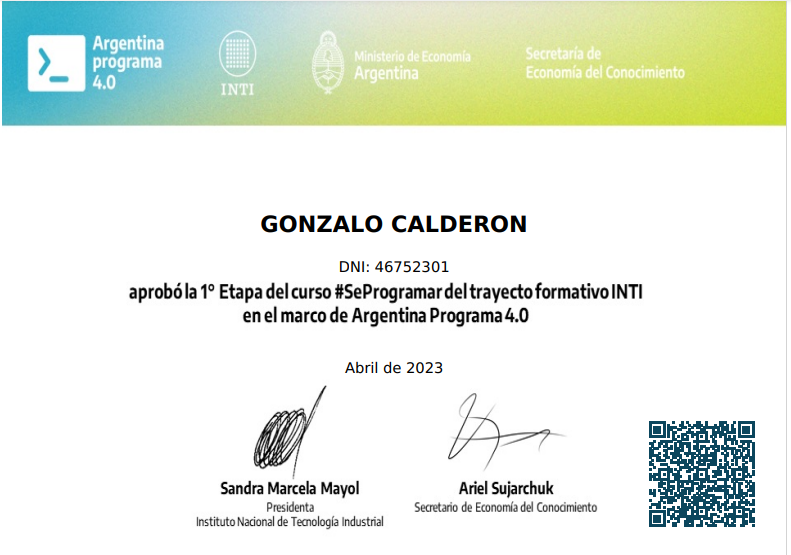 Argentina
programa
4.0
INTI
Ministerio de Economía
Argentina
Secretaría de
Economía del Conocimiento
GONZALO CALDERON
DNI: 46752301
aprobó la 1° Etapa del curso #SeProgramar del trayecto formativo INTI
en el marco de Argentina Programa 4.0
Abril de 2023
Sandra Marcela Mayol
Presidenta
Instituto Nacional de Tecnología Industrial
Ariel Sujarchuk
Secretario de Economía del Conocimiento